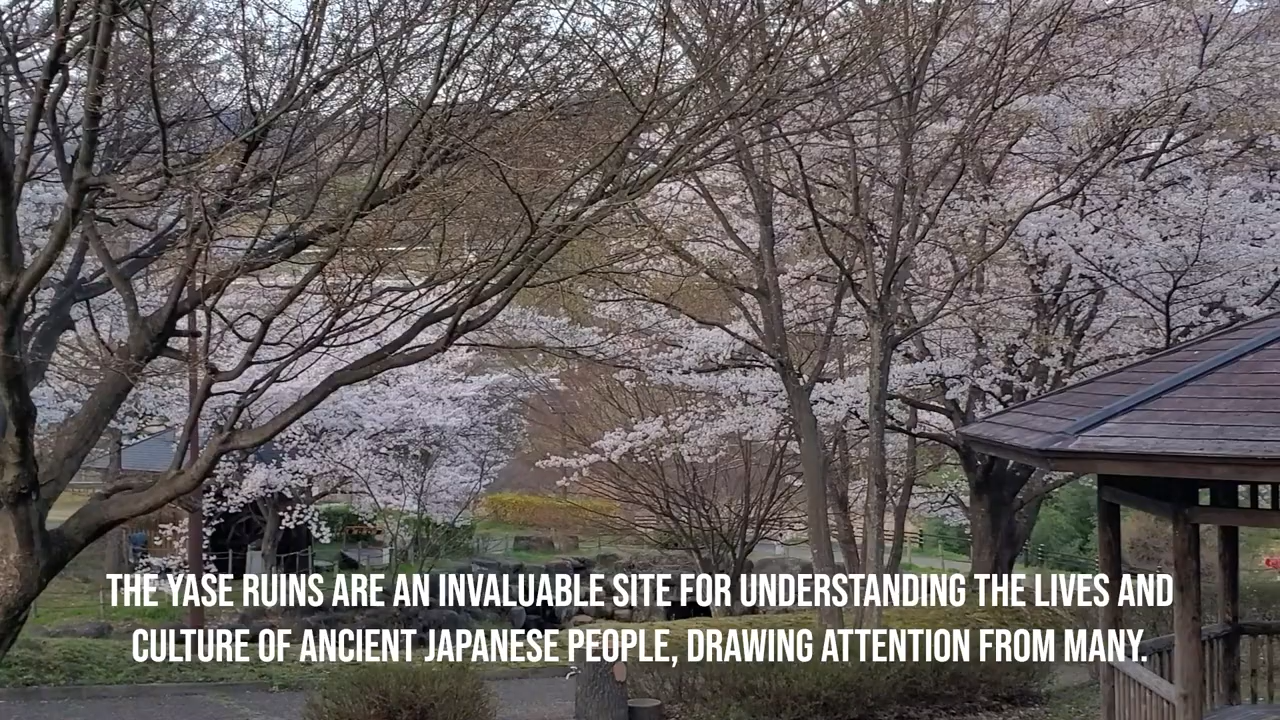 THE YASE RUINS ARE AN INVALUABLE SITE FOR UNDERSTANDING THE LIVES AND
CULTURE OF ANCIENT JAPANESE PEOPLE, DRAWING ATTENTION FROM MANY.